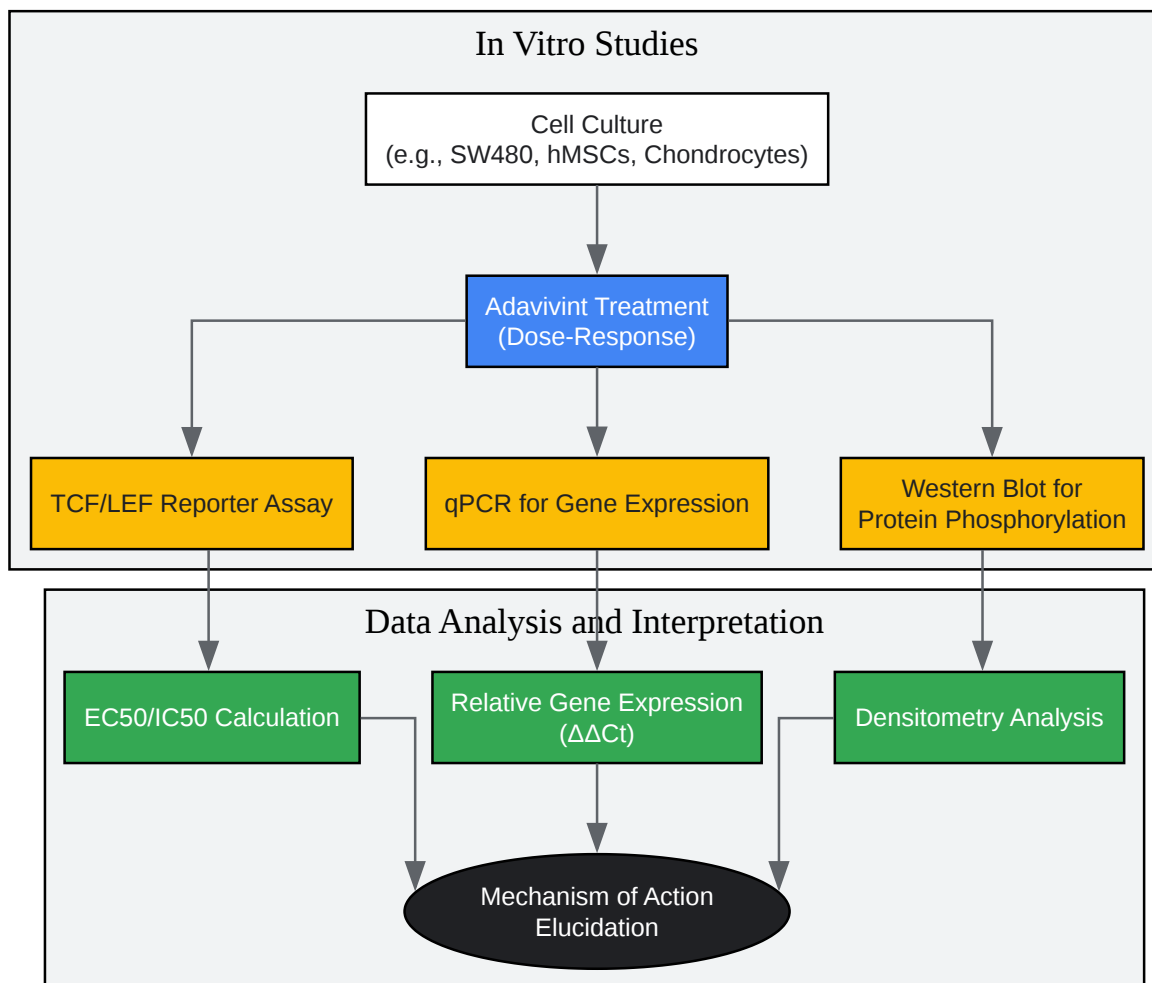 In Vitro Studies
Cell Culture
(e.g., SW480, hMSCs, Chondrocytes)
Adavivint Treatment
(Dose-Response)
TCF/LEF Reporter Assay
qPCR for Gene Expression
Western Blot for
Protein Phosphorylation
Data Analysis and Interpretation
EC50/IC50 Calculation
Relative Gene Expression
(ΔΔCt)
Densitometry Analysis
Mechanism of Action
Elucidation